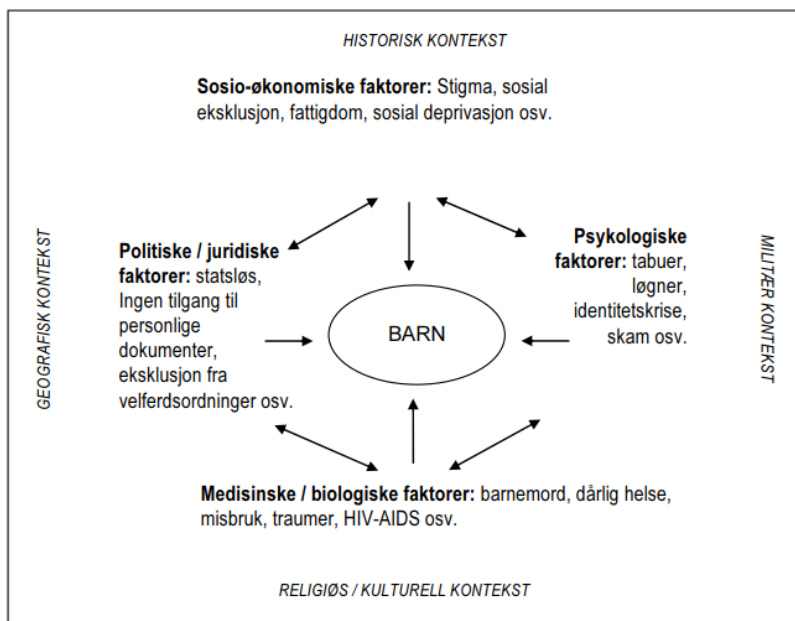 HISTORISK KONTEKST
Sosio-økonomiske faktorer: Stigma, sosial
eksklusjon, fattigdom, sosial deprivasjon osv.
GEOGRAFISK KONTEKST
Politiske / juridiske
faktorer: statsløs,
Ingen tilgang til
personlige
dokumenter,
eksklusjon fra
velferdsordninger osv.
BARN
Psykologiske
faktorer: tabuer,
løgner,
identitetskrise,
skam osv.
MILITÆR KONTEKST
Medisinske / biologiske faktorer: barnemord, dårlig helse,
misbruk, traumer, HIV-AIDS osv.
RELIGIØS / KULTURELL KONTEKST